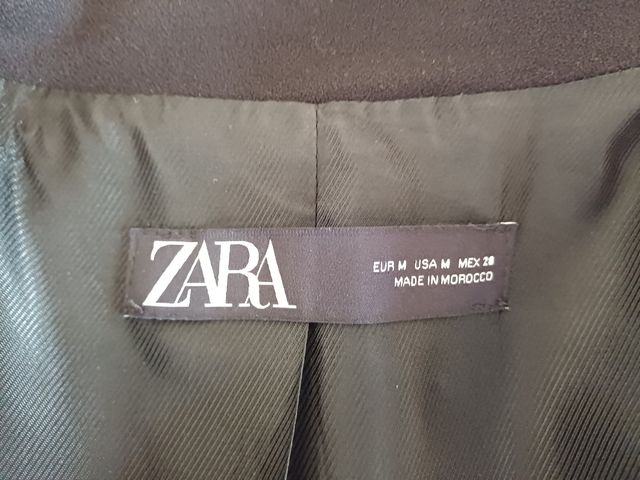 ZARA
EUR M USA M MEX 28
MADE IN MOROCCO